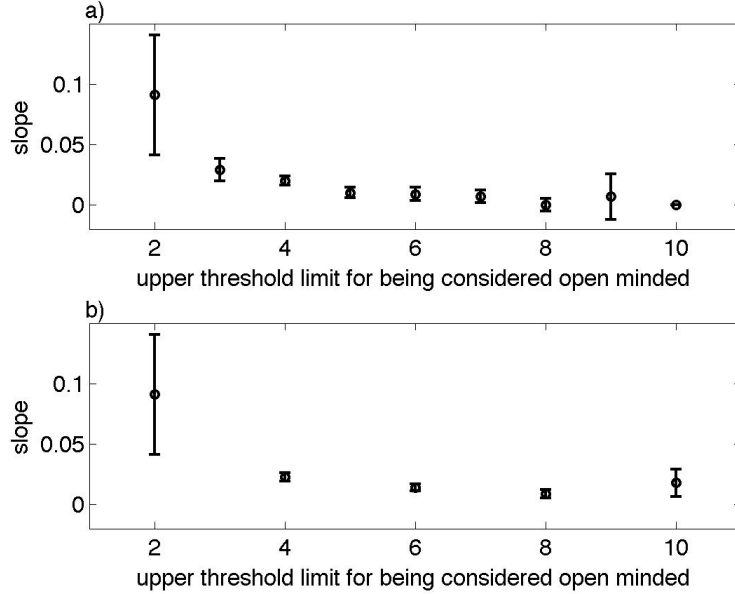 a)
0.1
0.05
0
slope
2 4 6 8 10
upper threshold limit for being considered open minded
b)
0.1
0.05
0
slope
2 4 6 8 10
upper threshold limit for being considered open minded